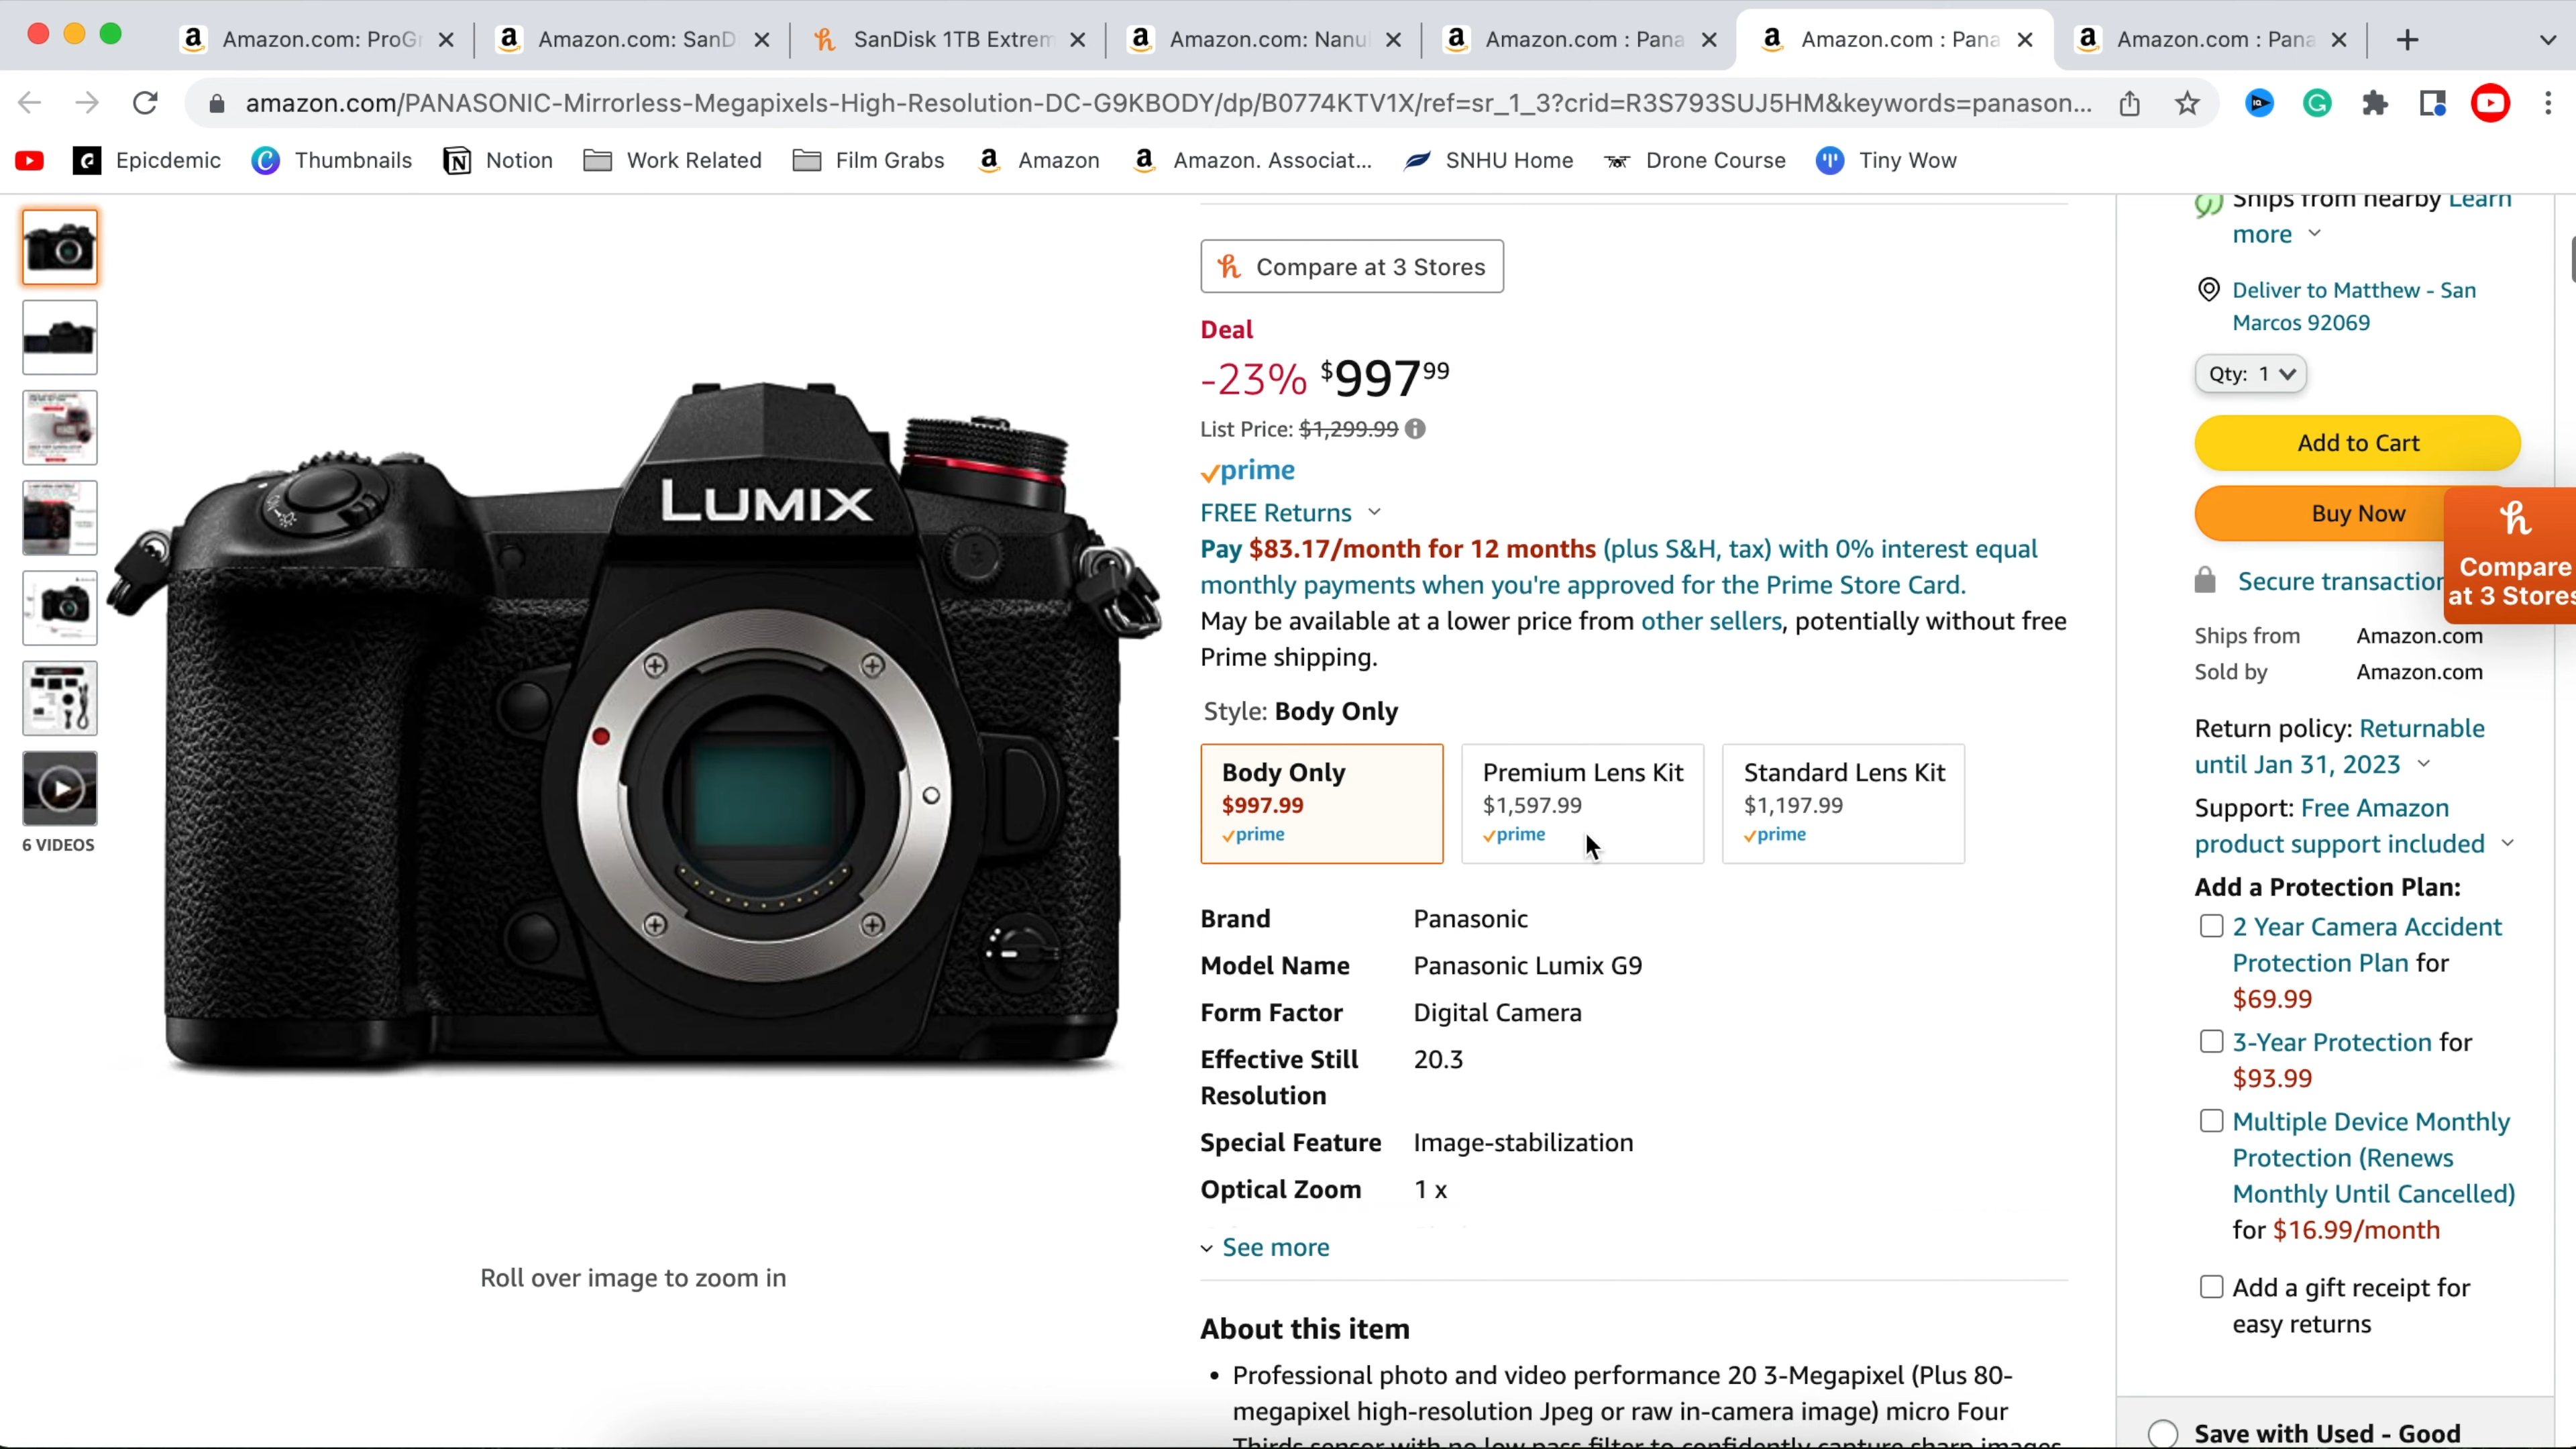 Amazon.com: ProGr
Amazon.com: SanD
SanDisk 1TB Extrem
Amazon.com: Nanu
Amazon.com : Pana
Amazon.com : Pana
Amazon.com : Pana
amazon.com/PANASONIC-Mirrorless-Megapixels-High-Resolution-DC-G9KBODY/dp/B0774KTV1X/ref=sr_1_3?crid=R3S793SUJ5HM&keywords=panason...
Epicdemic
Thumbnails
Notion
Work Related
Film Grabs
Amazon
Amazon. Associat...
SNHU Home
Drone Course
Tiny Wow
6 VIDEOS
LUMIX
Roll over image to zoom in
Compare at 3 Stores
Deal
-23% $997.99
List Price: $1,299.99
prime
FREE Returns
Pay $83.17/month for 12 months (plus S&H, tax) with 0% interest equal
monthly payments when you're approved for the Prime Store Card.
May be available at a lower price from other sellers, potentially without free
Prime shipping.
Style: Body Only
Body Only
$997.99
prime
Premium Lens Kit
$1,597.99
prime
Standard Lens Kit
$1,197.99
prime
Brand Panasonic
Model Name Panasonic Lumix G9
Form Factor Digital Camera
Effective Still 20.3
Resolution
Special Feature Image-stabilization
Optical Zoom 1 x
See more
About this item
• Professional photo and video performance 20 3-Megapixel (Plus 80-
megapixel high-resolution Jpeg or raw in-camera image) micro Four
Thirds sensor with no low pass filter to confidently capture sharp images
Ships from nearby Learn
more
Deliver to Matthew - San
Marcos 92069
Qty: 1
Add to Cart
Buy Now
Compare
at 3 Stores
Secure transaction
Ships from Amazon.com
Sold by Amazon.com
Return policy: Returnable
until Jan 31, 2023
Support: Free Amazon
product support included
Add a Protection Plan:
2 Year Camera Accident
Protection Plan for
$69.99
3-Year Protection for
$93.99
Multiple Device Monthly
Protection (Renews
Monthly Until Cancelled)
for $16.99/month
Add a gift receipt for
easy returns
Save with Used - Good